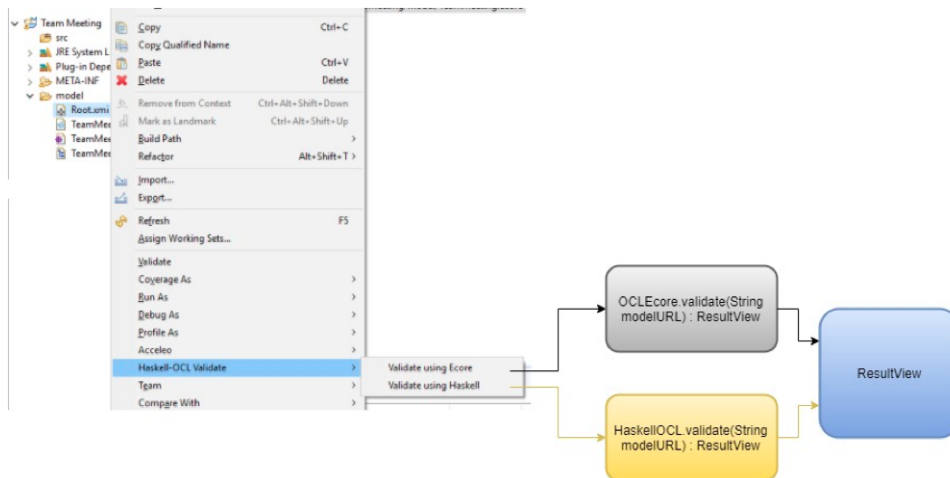 Team Meeting
src
JRE System L
Plug-in Depe
META-INF
model
Root.xmi
TeamMee
TeamMee
TeamMee
Copy Ctrl+C
Copy Qualified Name
Paste Ctrl+V
Delete Delete
Remove from Context Ctrl+Alt+Shift+Down
Mark as Landmark Ctrl+Alt+Shift+Up
Build Path
Refactor Alt+Shift+T
Import...
Export...
Refresh F5
Assign Working Sets...
Validate
Coverage As
Run As
Debug As
Profile As
Acceleo
Haskell-OCL Validate
Team
Compare With
Validate using Ecore
Validate using Haskell
OCLEcore.validate(String
modelURL) : ResultView
HaskellOCL.validate(String
modelURL) : ResultView
ResultView